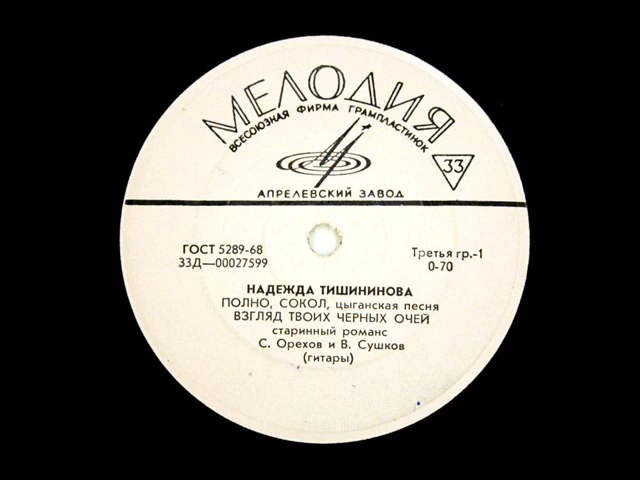 МЕЛОДИЯ
ВСЕСОЮЗНАЯ ФИРМА ГРАМПЛАСТИНОК
33
АПРЕЛЕВСКИЙ ЗАВОД
ГОСТ 5289-68
Третья гр.-1
33Д—00027599
0-70
НАДЕЖДА ТИШИНИНОВА
ПОЛНО, СОКОЛ, цыганская песня
ВЗГЛЯД ТВОИХ ЧЕРНЫХ ОЧЕЙ
старинный романс
С. Орехов и В. Сушков
(гитары)